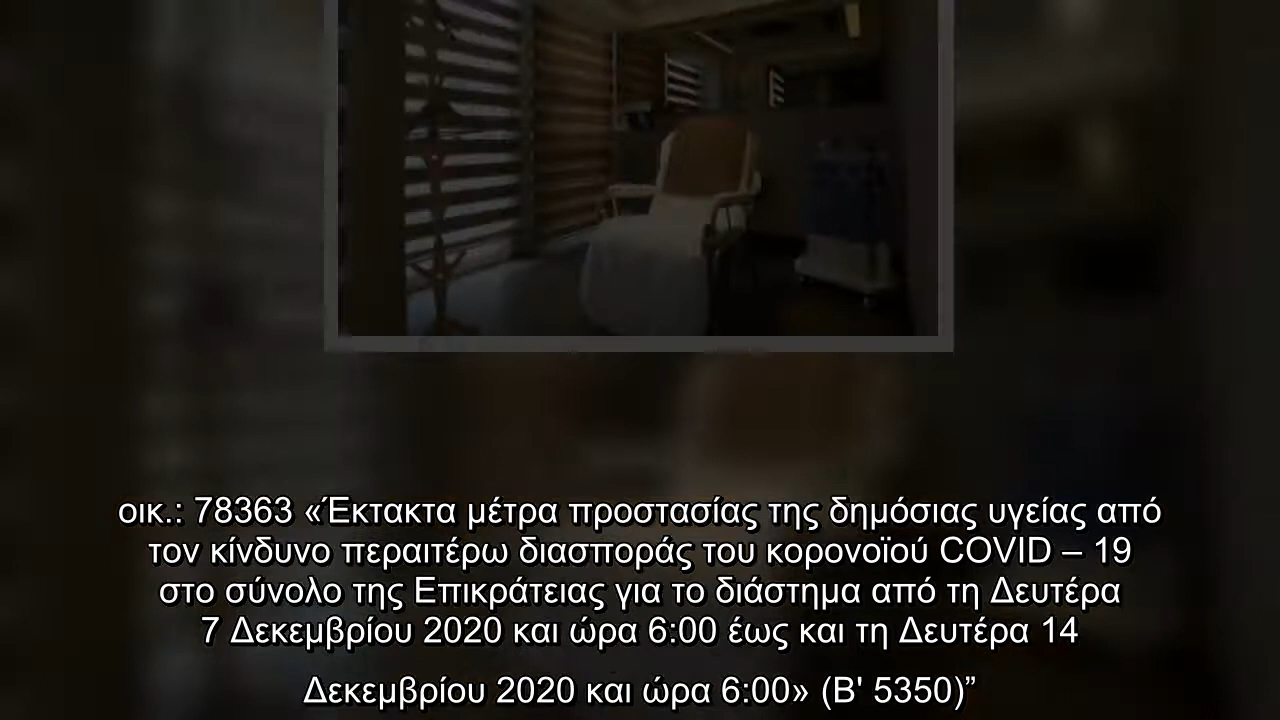 οικ.: 78363 «Έκτακτα μέτρα προστασίας της δημόσιας υγείας από
τον κίνδυνο περαιτέρω διασποράς του κορονοϊού COVID – 19
στο σύνολο της Επικράτειας για το διάστημα από τη Δευτέρα
7 Δεκεμβρίου 2020 και ώρα 6:00 έως και τη Δευτέρα 14
Δεκεμβρίου 2020 και ώρα 6:00» (Β' 5350)”